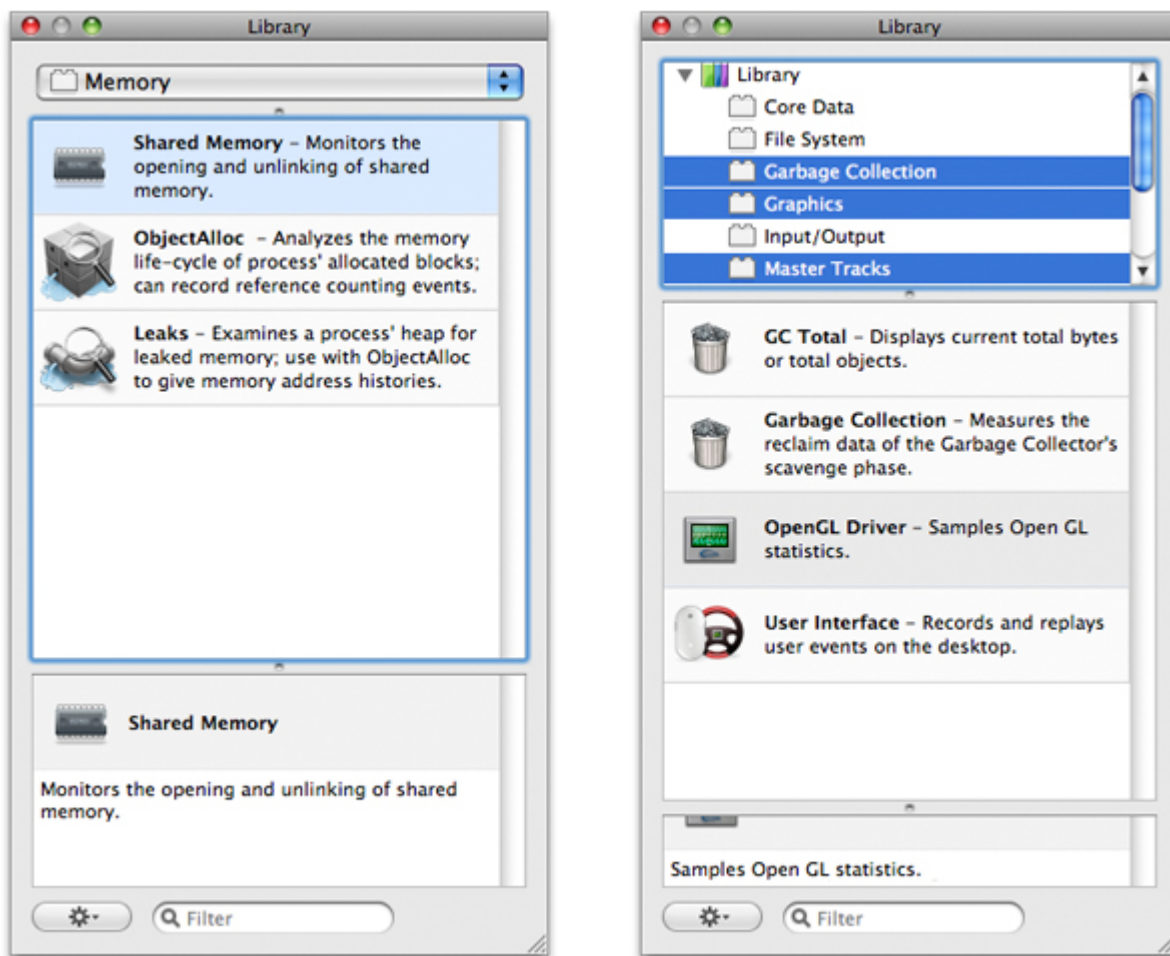 Library
Memory
Shared Memory – Monitors the
opening and unlinking of shared
memory.
ObjectAlloc – Analyzes the memory
life-cycle of process' allocated blocks;
can record reference counting events.
Leaks – Examines a process' heap for
leaked memory; use with ObjectAlloc
to give memory address histories.
Shared Memory
Monitors the opening and unlinking of shared
memory.
Filter
Library
Library
Core Data
File System
Garbage Collection
Graphics
Input/Output
Master Tracks
GC Total – Displays current total bytes
or total objects.
Garbage Collection – Measures the
reclaim data of the Garbage Collector's
scavenge phase.
OpenGL Driver – Samples Open GL
statistics.
User Interface – Records and replays
user events on the desktop.
Samples Open GL statistics.
Filter